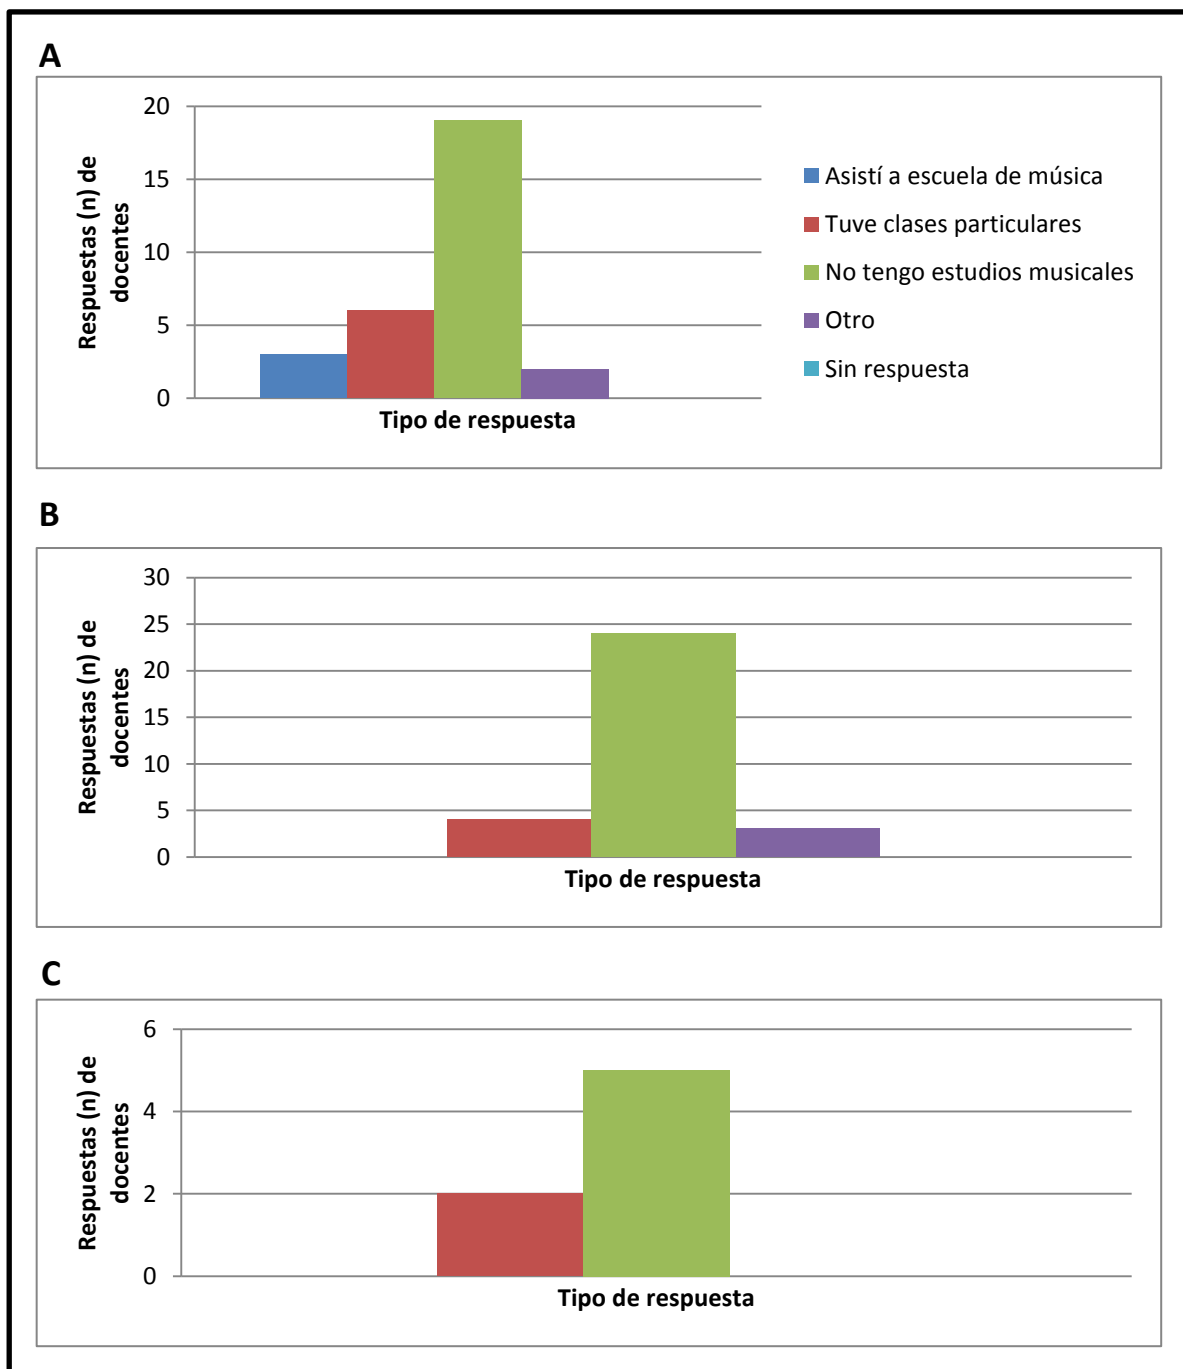 A
20
15
10
5
0
Respuestas (n) de
docentes
Tipo de respuesta
Asistí a escuela de música
Tuve clases particulares
No tengo estudios musicales
Otro
Sin respuesta
B
30
25
20
15
10
5
0
Respuestas (n) de
docentes
Tipo de respuesta
C
6
4
2
0
Respuestas (n) de
docentes
Tipo de respuesta